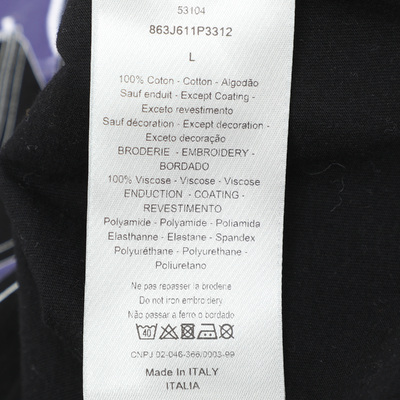 53104
863J611P3312
L
100% Coton - Cotton - Algodão
Sauf enduit - Except Coating -
Exceto revestimento
Sauf décoration - Except decoration -
Exceto decoração
BRODERIE - EMBROIDERY -
BORDADO
100% Viscose - Viscose - Viscose
ENDUCTION - COATING -
REVESTIMENTO
Polyamide - Polyamide - Poliamida
Elasthanne - Elastane - Spandex
Polyuréthane - Polyurethane -
Poliuretano
Ne pas repasser la broderie
Do not iron embroidery
Não passar a ferro o bordado
40
CNPJ 02-046-366/0003-99
Made In ITALY
ITALIA